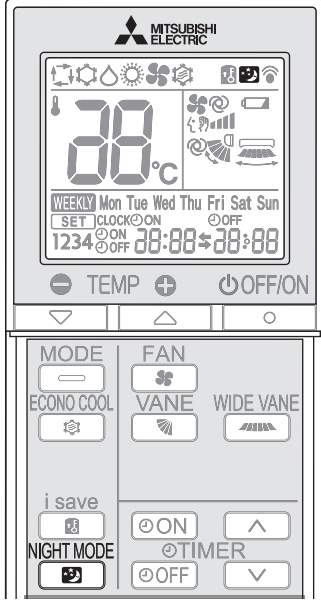 MITSUBISHI
ELECTRIC
88°C
WEEKLY Mon Tue Wed Thu Fri Sat Sun
SET CLOCK ON OFF
1234 ON 88:88 88:88
OFF
TEMP OFF/ON
MODE FAN
ECONO COOL VANE WIDE VANE
i save
ON
NIGHT MODE TIMER
OFF